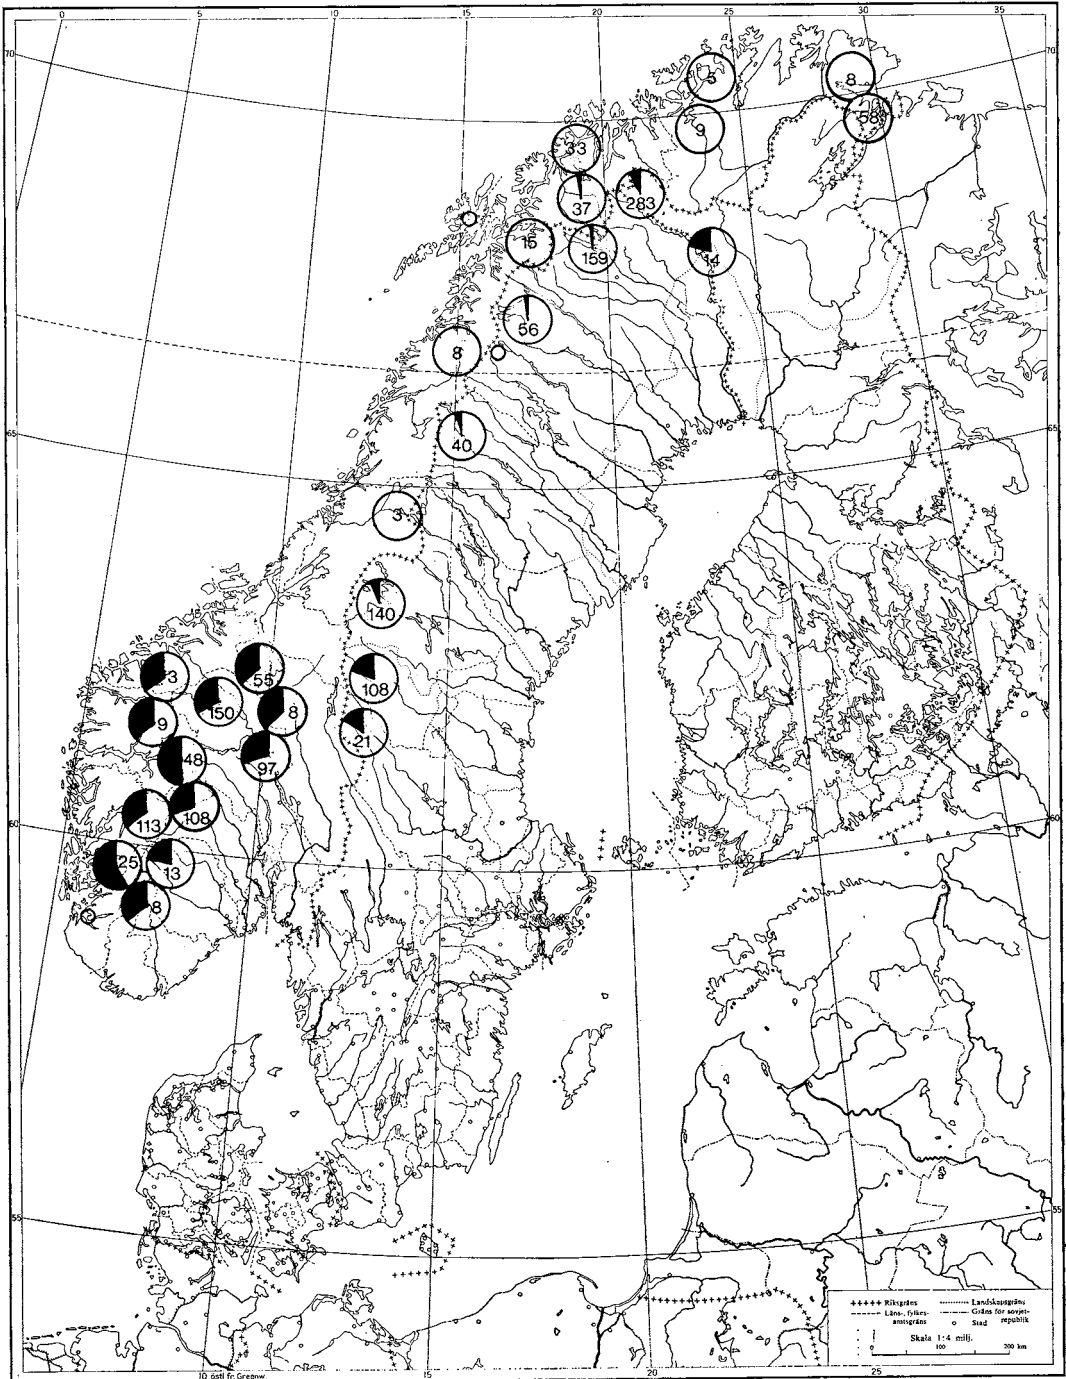 0 5 10 15 20 25 30 35
70 70
5 8
9 58
33
37 283
15 159 14
56
8
65 65
40
3
140
3 55 108
150
9 8 21
48 97
113 108
60 60
25 13
8
55 55
Riksgräns Landskapsgräns
Läns-, fylkes- Gräns för sovjet-
amtsgräns Stad republik
Skala 1:4 milj.
0 100 200 km
10 östl fr. Greenw. 15 20 25